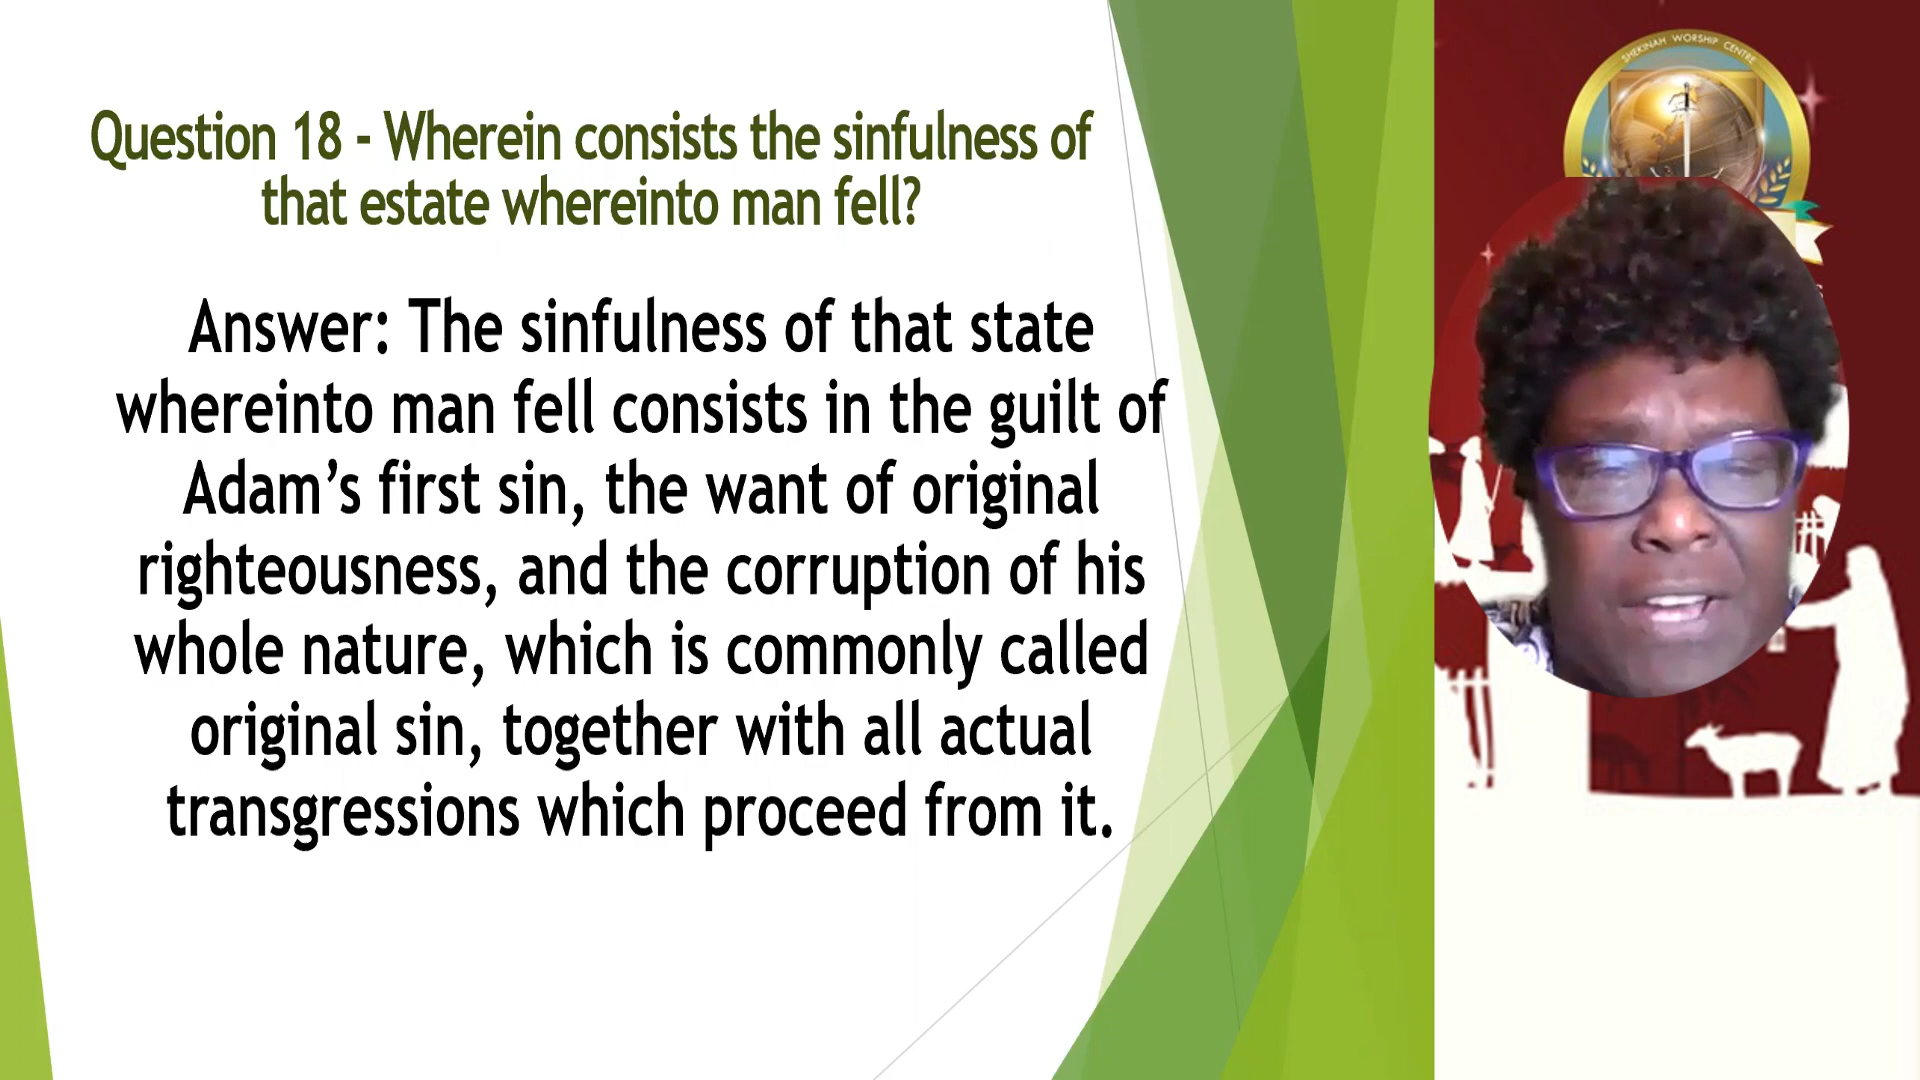 Question 18 - Wherein consists the sinfulness of
that estate whereinto man fell?
Answer: The sinfulness of that state
whereinto man fell consists in the guilt of
Adam’s first sin, the want of original
righteousness, and the corruption of his
whole nature, which is commonly called
original sin, together with all actual
transgressions which proceed from it.
SHEKINAH WORSHIP CENTRE